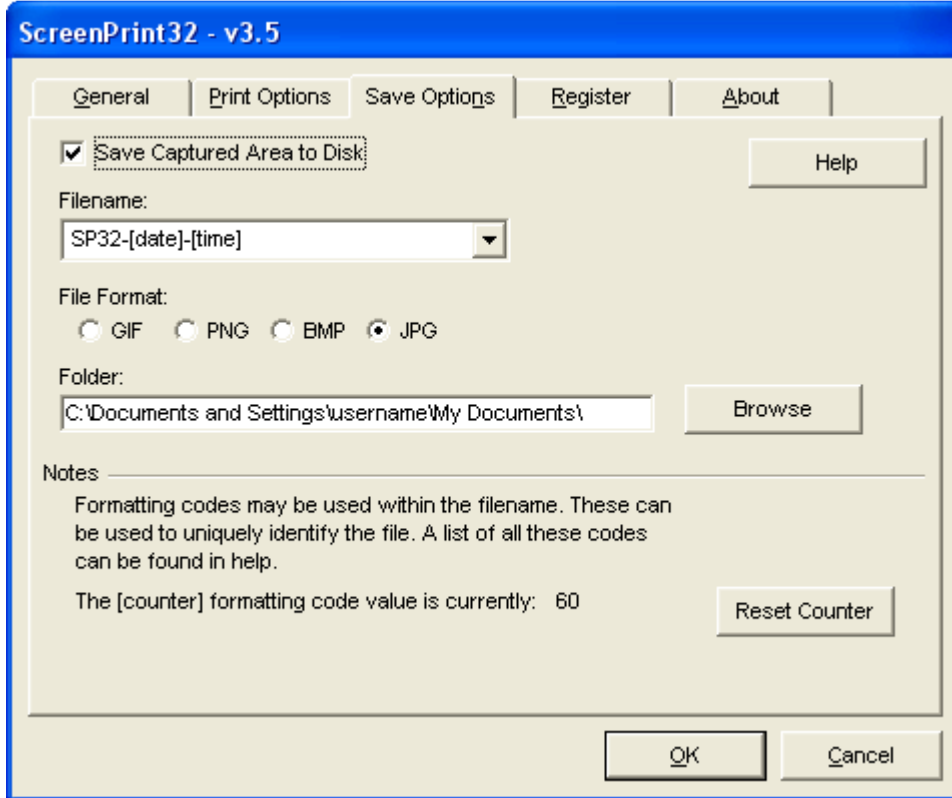 ScreenPrint32 - v3.5
General Print Options Save Options Register About
Save Captured Area to Disk
Help
Filename:
SP32-[date]-[time]
File Format:
GIF PNG BMP JPG
Folder:
C:\Documents and Settings\username\My Documents\
Browse
Notes
Formatting codes may be used within the filename. These can
be used to uniquely identify the file. A list of all these codes
can be found in help.
The [counter] formatting code value is currently: 60
Reset Counter
OK Cancel